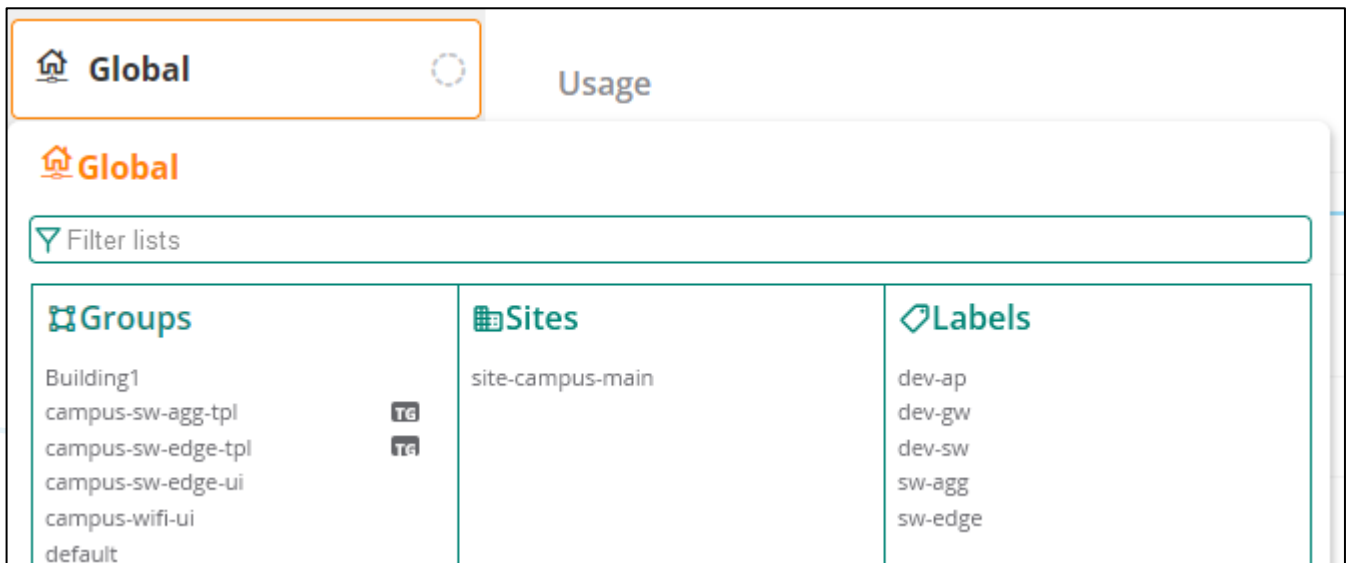 Global
Usage
Global
Filter lists
Groups
Building1
campus-sw-agg-tpl TG
campus-sw-edge-tpl TG
campus-sw-edge-ui
campus-wifi-ui
default
Sites
site-campus-main
Labels
dev-ap
dev-gw
dev-sw
sw-agg
sw-edge